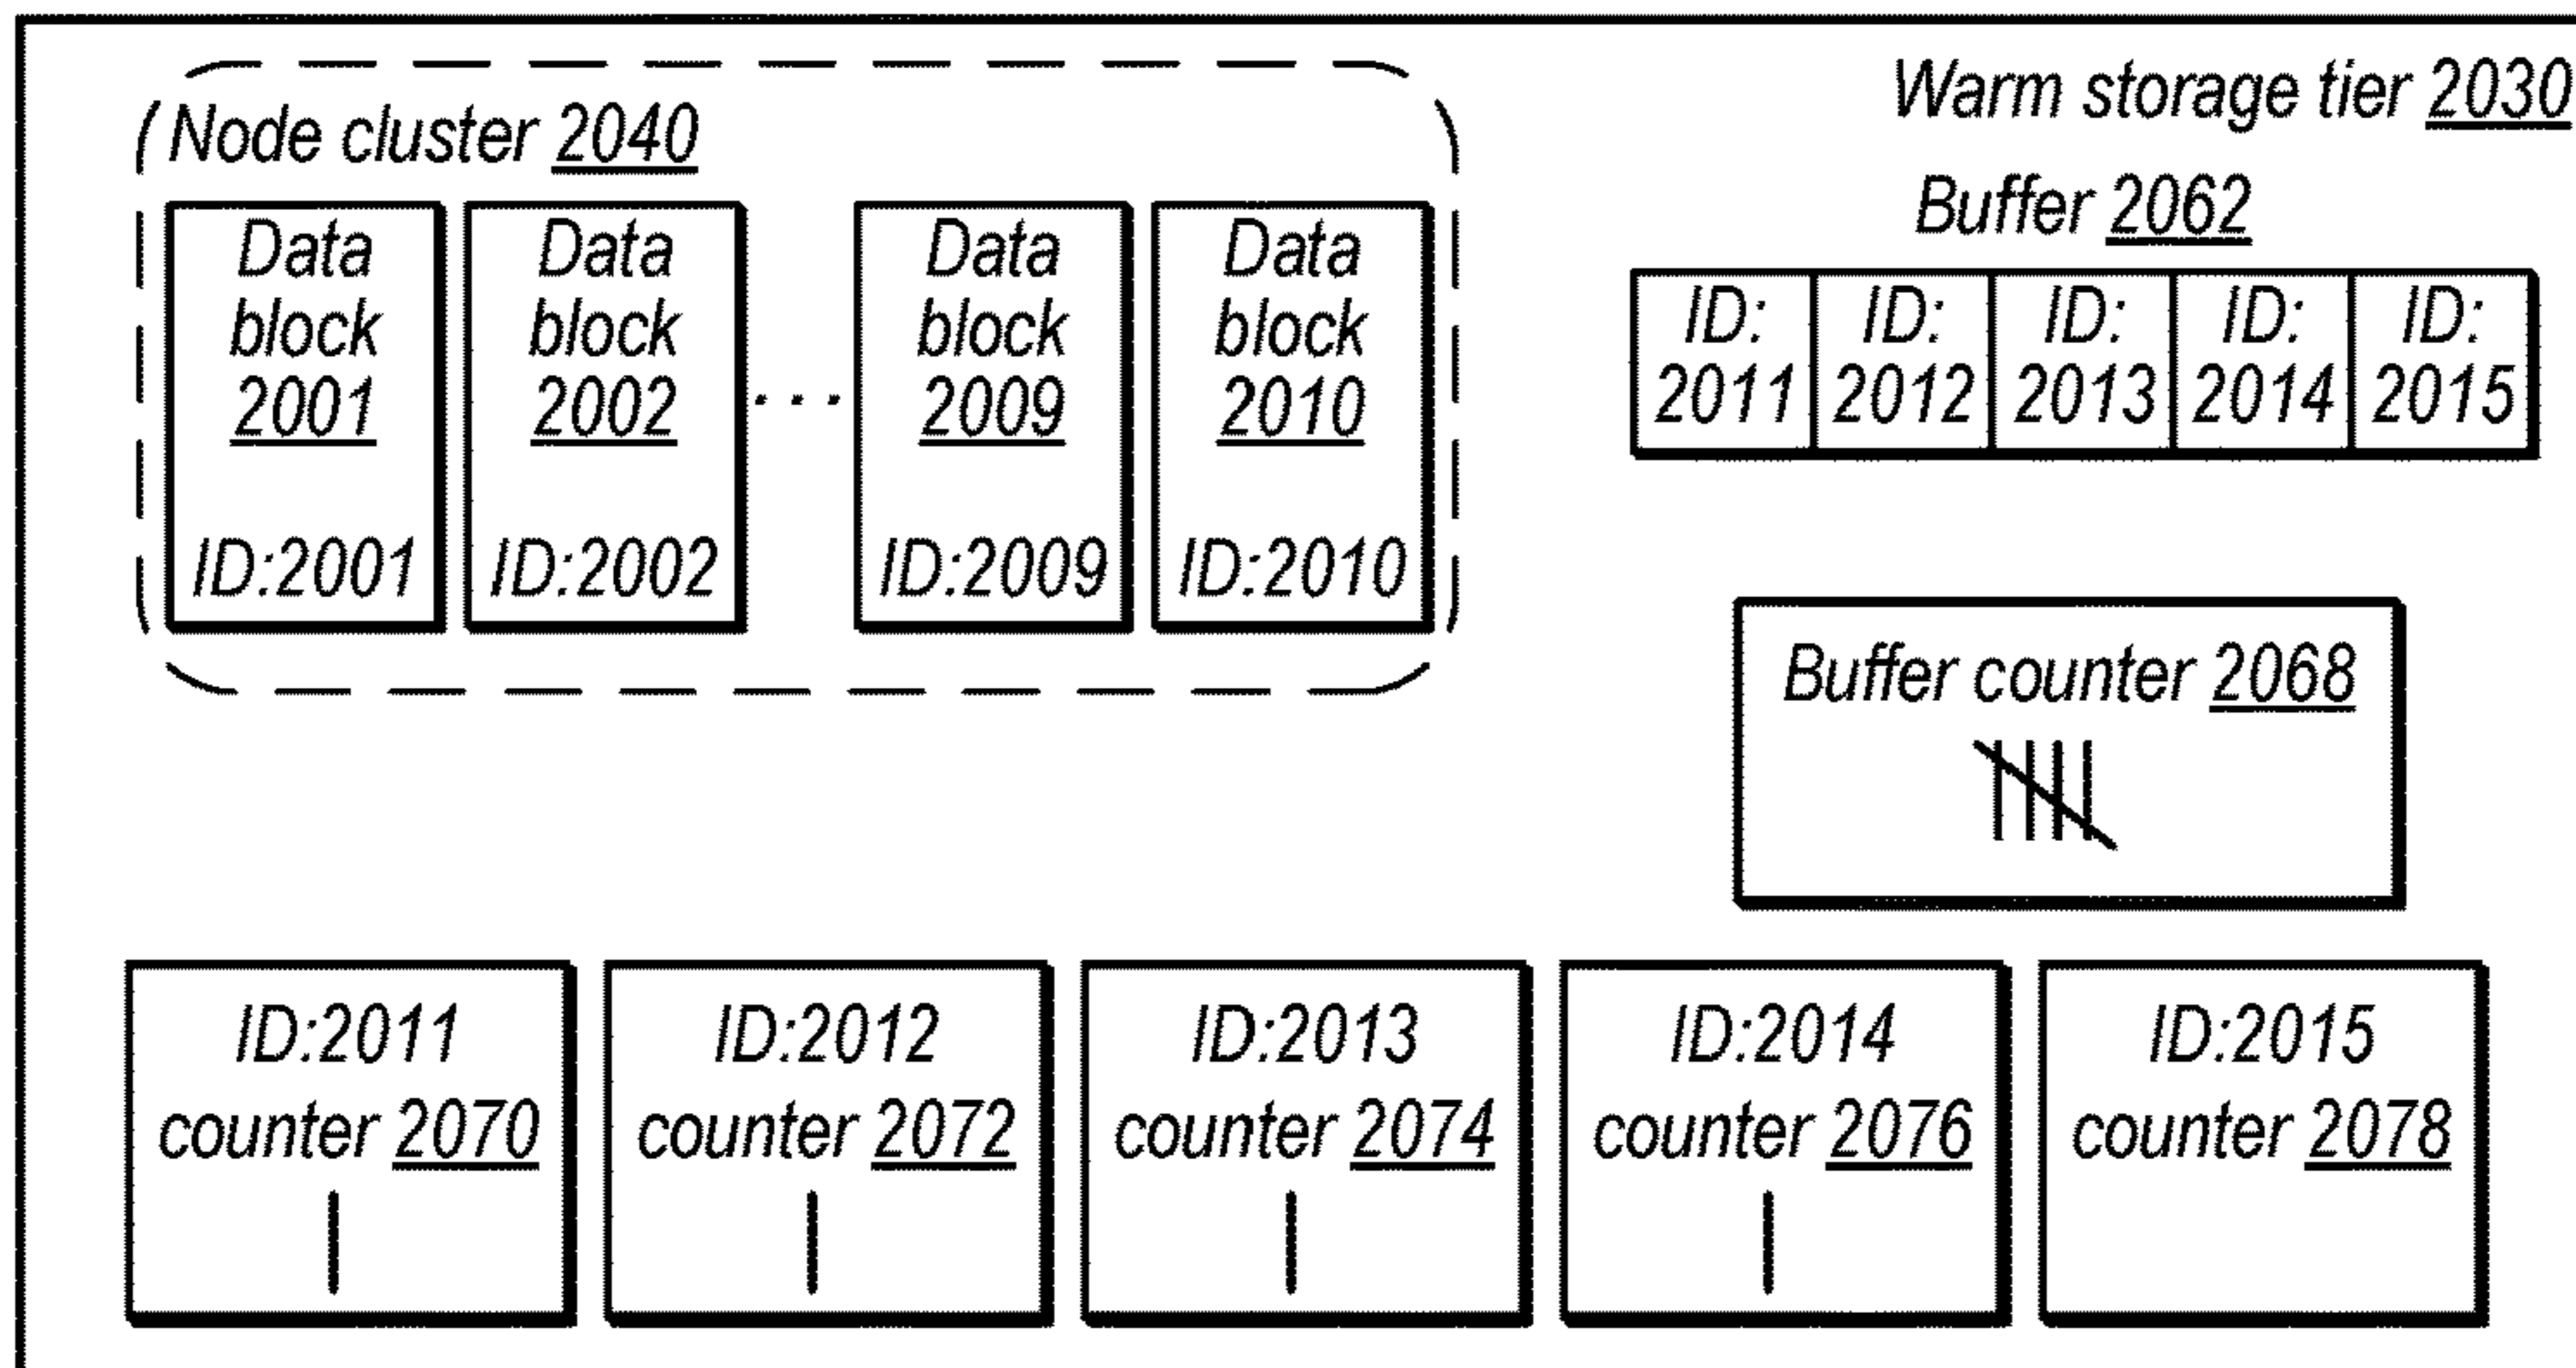 Warm storage tier 2030
Node cluster 2040
Data
block
2001
ID:2001
Data
block
2002
ID:2002
...
Data
block
2009
ID:2009
Data
block
2010
ID:2010
Buffer 2062
ID:
2011
ID:
2012
ID:
2013
ID:
2014
ID:
2015
Buffer counter 2068
ID:2011
counter 2070
ID:2012
counter 2072
ID:2013
counter 2074
ID:2014
counter 2076
ID:2015
counter 2078